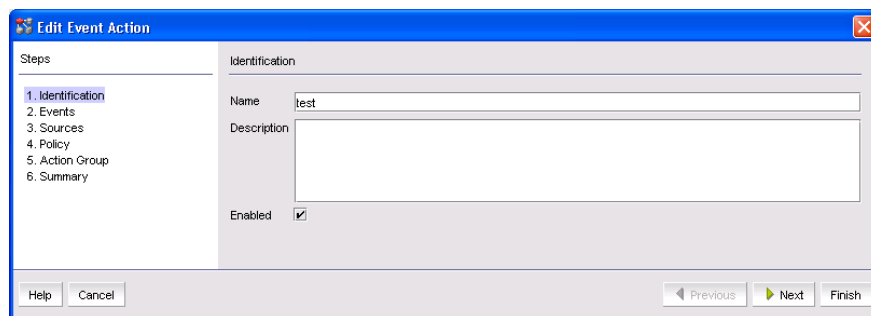 Edit Event Action
Steps
1. Identification
2. Events
3. Sources
4. Policy
5. Action Group
6. Summary
Identification
Name test
Description
Enabled
Help Cancel Previous Next Finish